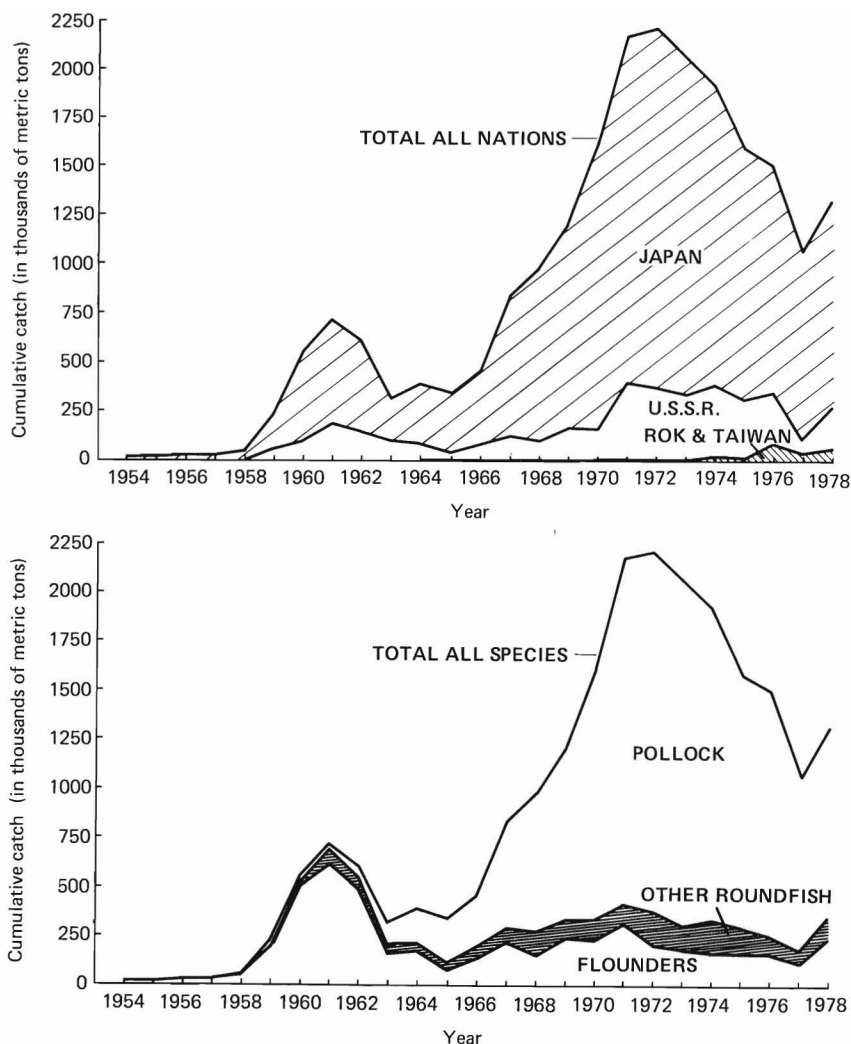 Cumulative catch (in thousands of metric tons)
2250
2000
1750
1500
1250
1000
750
500
250
0
TOTAL ALL NATIONS
JAPAN
U.S.S.R.
ROK & TAIWAN
1954 1956 1958 1960 1962 1964 1966 1968 1970 1972 1974 1976 1978
Year
Cumulative catch (in thousands of metric tons)
2250
2000
1750
1500
1250
1000
750
500
250
0
TOTAL ALL SPECIES
POLLOCK
OTHER ROUNDFISH
FLOUNDERS
1954 1956 1958 1960 1962 1964 1966 1968 1970 1972 1974 1976 1978
Year